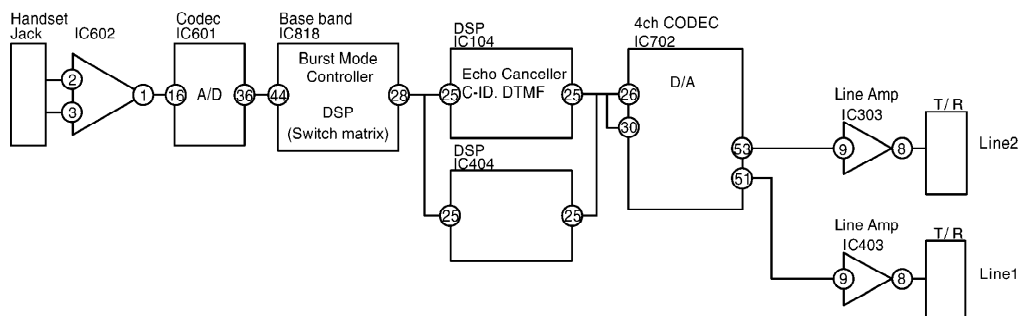 Handset
Jack
IC602
2
3
1
Codec
IC601
16
A/D
36
Base band
IC818
Burst Mode
Controller
44
28
DSP
(Switch matrix)
DSP
IC104
Echo Canceller
C-ID. DTMF
25
25
DSP
IC404
25
25
4ch CODEC
IC702
D/A
26
30
53
51
Line Amp
IC303
9
8
T/R
Line2
Line Amp
IC403
9
8
T/R
Line1